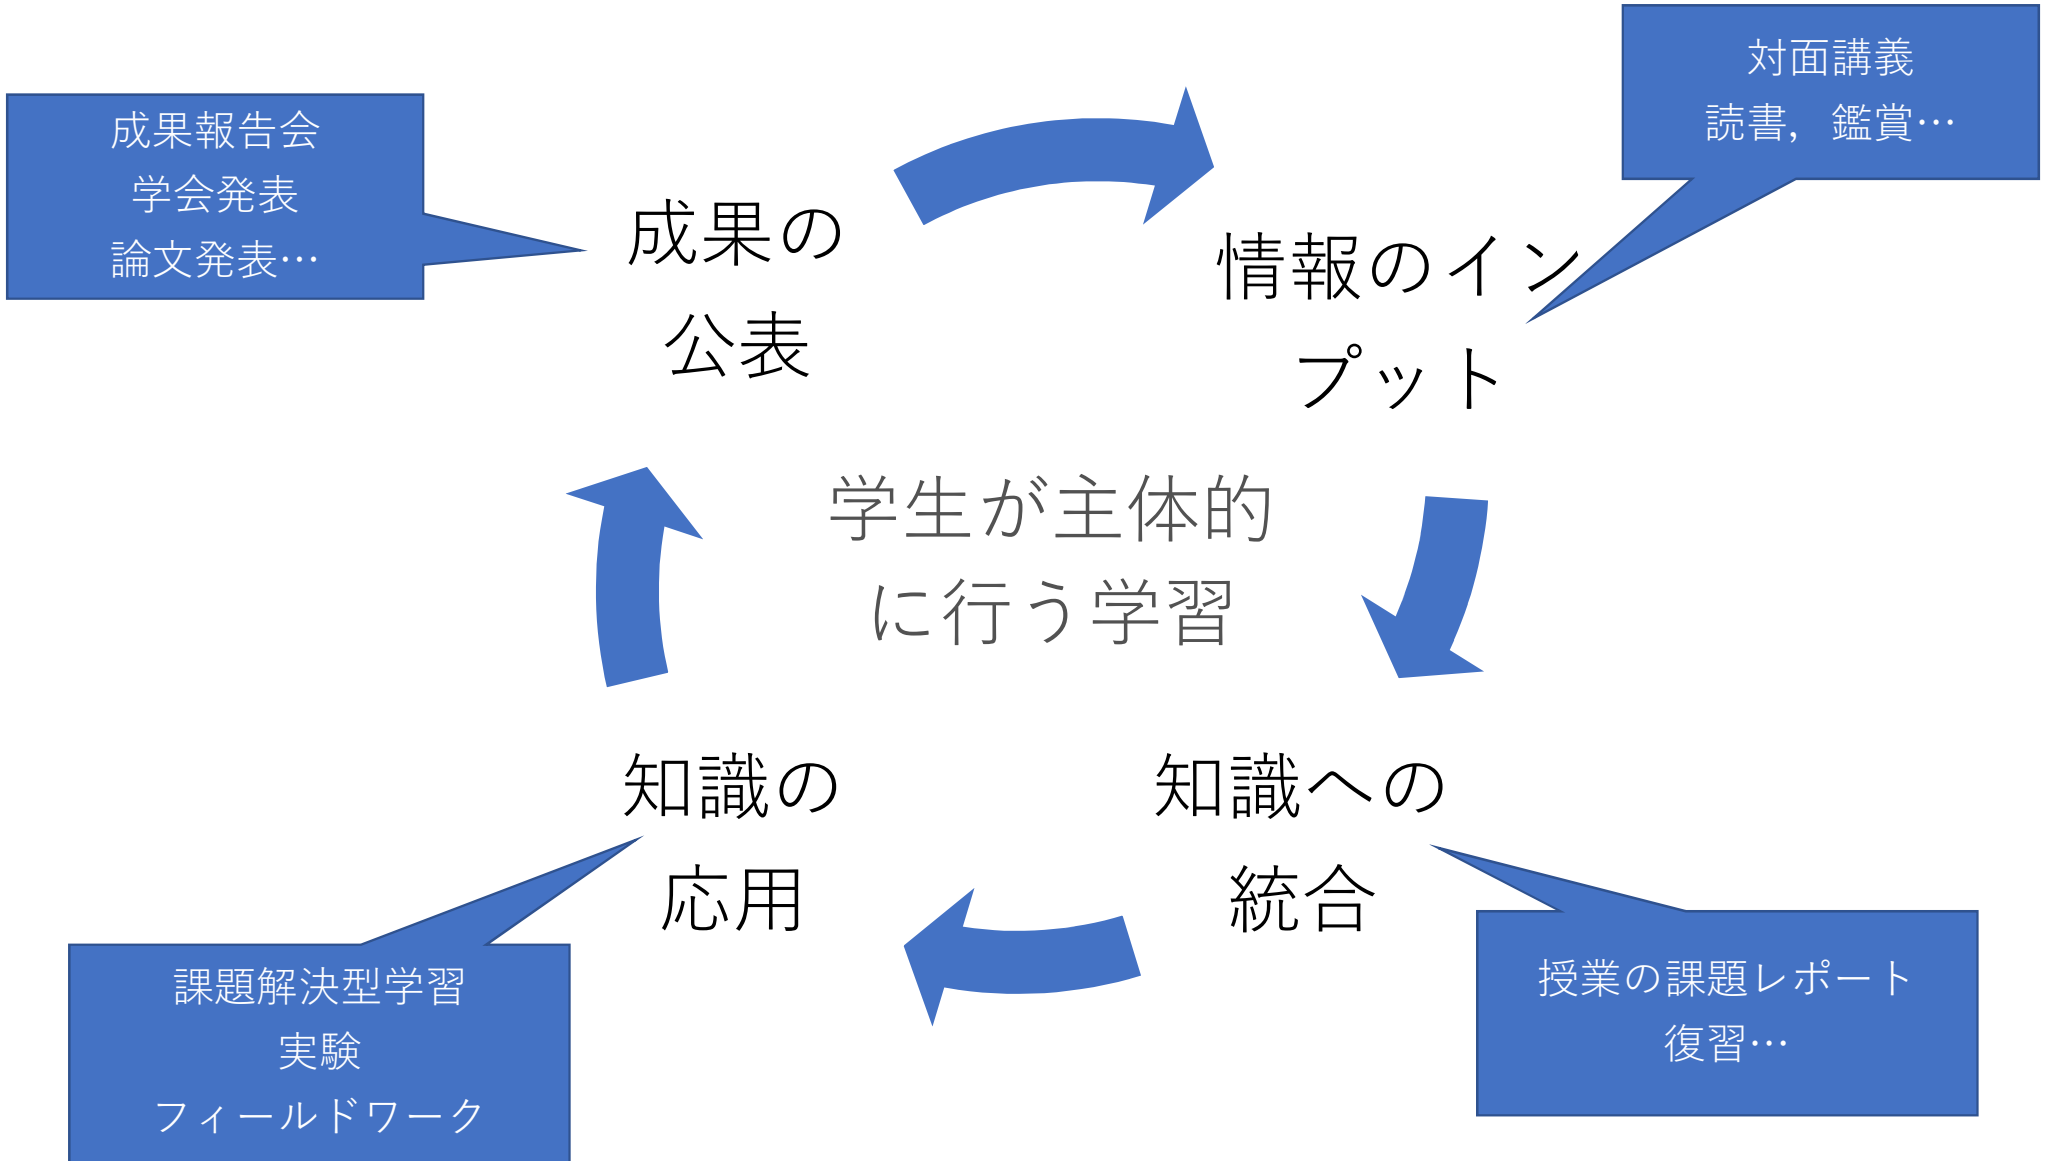 対面講義
読書，鑑賞…
成果報告会
学会発表
論文発表…
成果の
公表
情報のイン
プット
学生が主体的
に行う学習
知識の
応用
知識への
統合
課題解決型学習
実験
フィールドワーク
授業の課題レポート
復習…